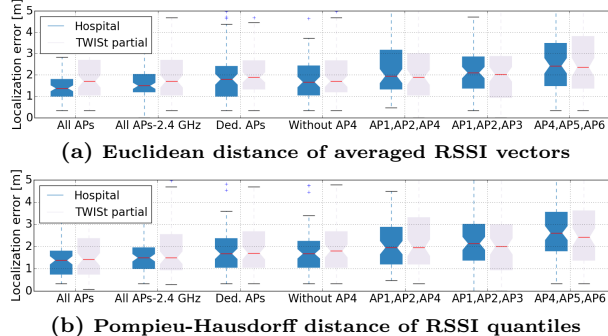 Localization error [m]
5
4
3
2
1
0
Hospital
TWISt partial
All APs
All APs-2.4 GHz
Ded. APs
Without AP4
AP1,AP2,AP4
AP1,AP2,AP3
AP4,AP5,AP6
(a) Euclidean distance of averaged RSSI vectors
Localization error [m]
5
4
3
2
1
0
Hospital
TWISt partial
All APs
All APs-2.4 GHz
Ded. APs
Without AP4
AP1,AP2,AP4
AP1,AP2,AP3
AP4,AP5,AP6
(b) Pompieu-Hausdorff distance of RSSI quantiles